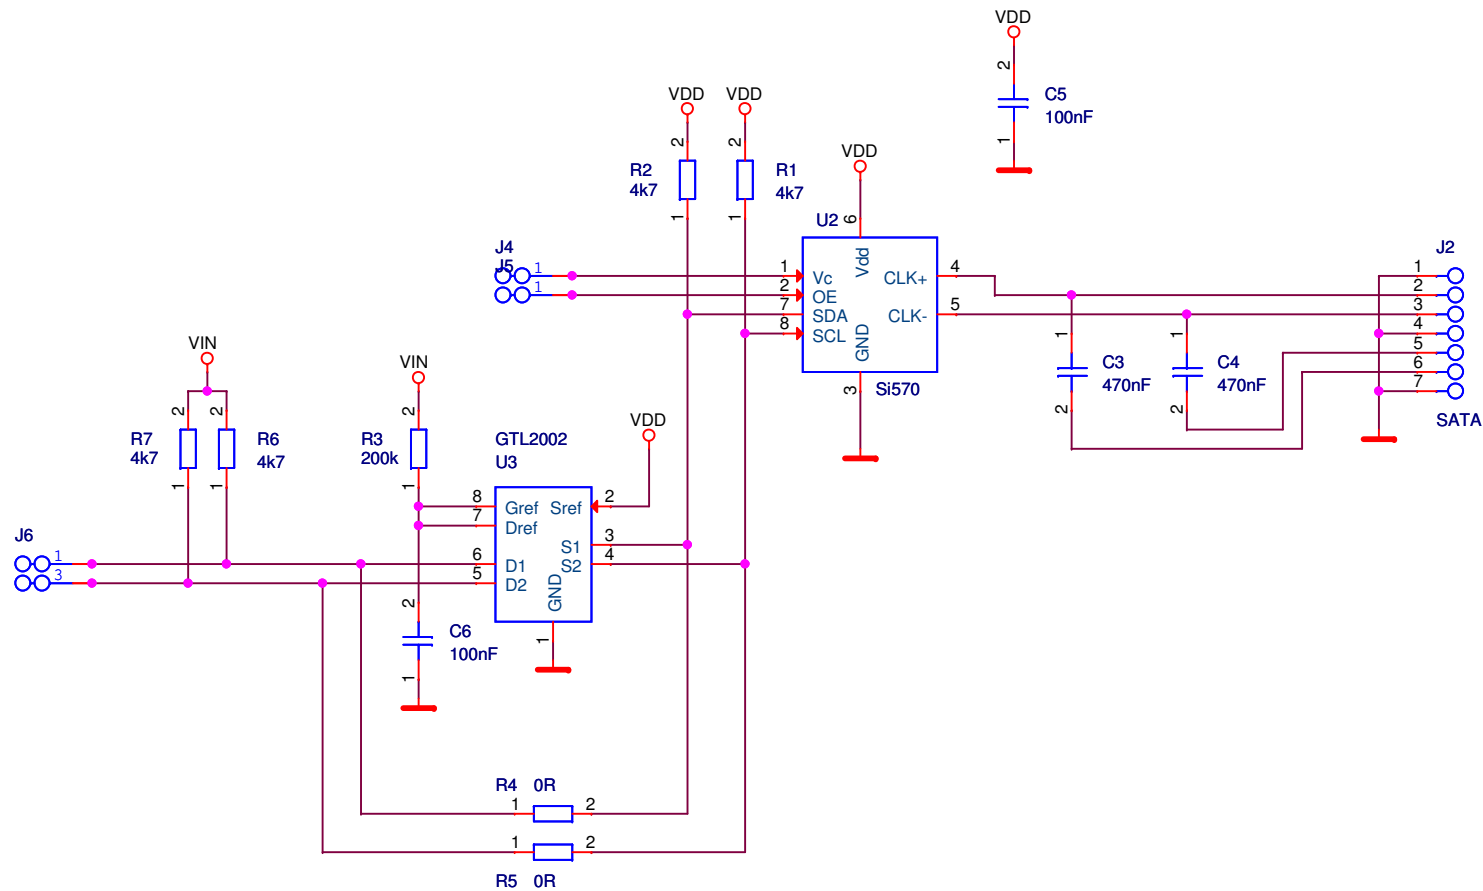 VDD
2
C5
100nF
1
VDD
VDD
2
2
R2
4k7
R1
4k7
1
1
VDD
6
U2
J4
J5
1
1
1
2
7
8
Vc
OE
SDA
SCL
Vdd
GND
CLK+
CLK-
4
5
3
Si570
J2
1
2
3
4
5
6
7
SATA
1
C3
470nF
2
1
C4
470nF
2
VIN
2
2
R7
4k7
R6
4k7
1
1
VIN
2
R3
200k
1
GTL2002
U3
VDD
8
7
6
5
Gref
Dref
D1
D2
Sref
S1
S2
GND
2
3
4
1
J6
1
3
2
C6
100nF
1
R4 0R
1
2
1
2
R5 0R